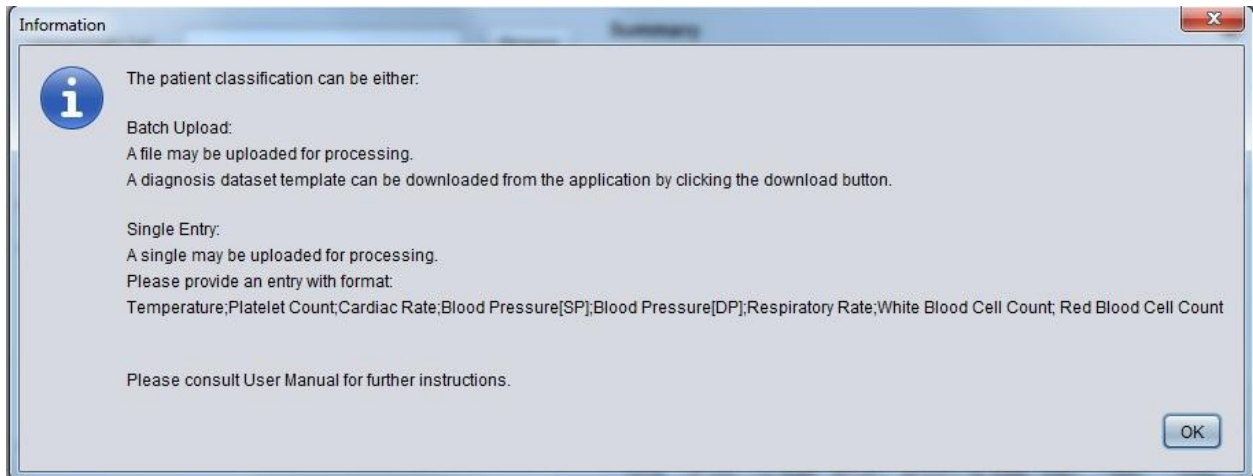 Information
Summary
The patient classification can be either:
Batch Upload:
A file may be uploaded for processing.
A diagnosis dataset template can be downloaded from the application by clicking the download button.
Single Entry:
A single may be uploaded for processing.
Please provide an entry with format:
Temperature;Platelet Count;Cardiac Rate;Blood Pressure[SP];Blood Pressure[DP];Respiratory Rate;White Blood Cell Count; Red Blood Cell Count
Please consult User Manual for further instructions.
OK